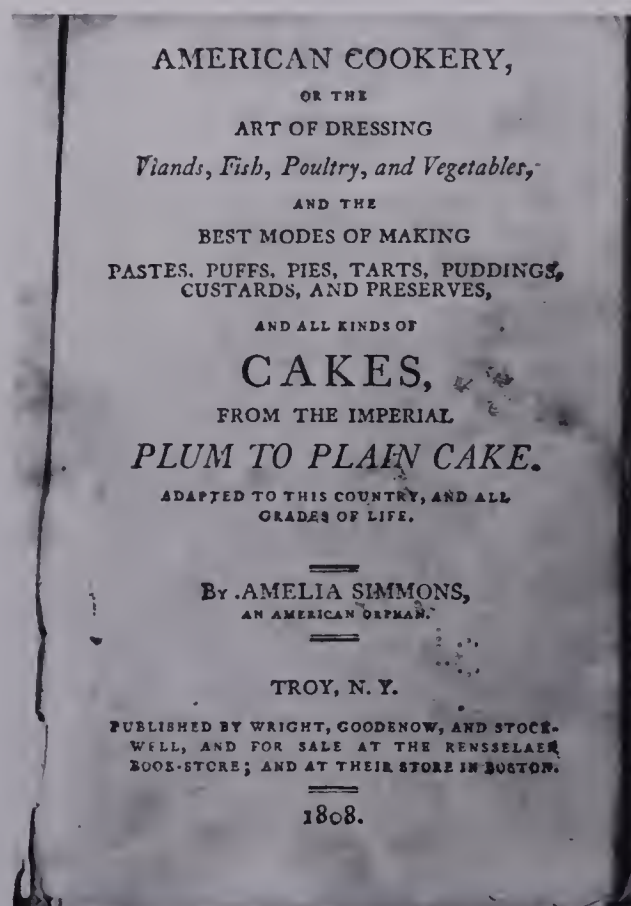 AMERICAN COOKERY,
OR THE
ART OF DRESSING
Viands, Fish, Poultry, and Vegetables,
AND THE
BEST MODES OF MAKING
PASTES, PUFFS, PIES, TARTS, PUDDINGS,
CUSTARDS, AND PRESERVES,
AND ALL KINDS OF
CAKES,
FROM THE IMPERIAL
PLUM TO PLAIN CAKE.
ADAPTED TO THIS COUNTRY, AND ALL
GRADES OF LIFE.
By AMELIA SIMMONS,
AN AMERICAN ORPHAN.
TROY, N. Y.
PUBLISHED BY WRIGHT, GOODENOW, AND STOCK-
WELL, AND FOR SALE AT THE RENSSELAER
BOOK-STORE; AND AT THEIR STORE IN BOSTON.
1808.